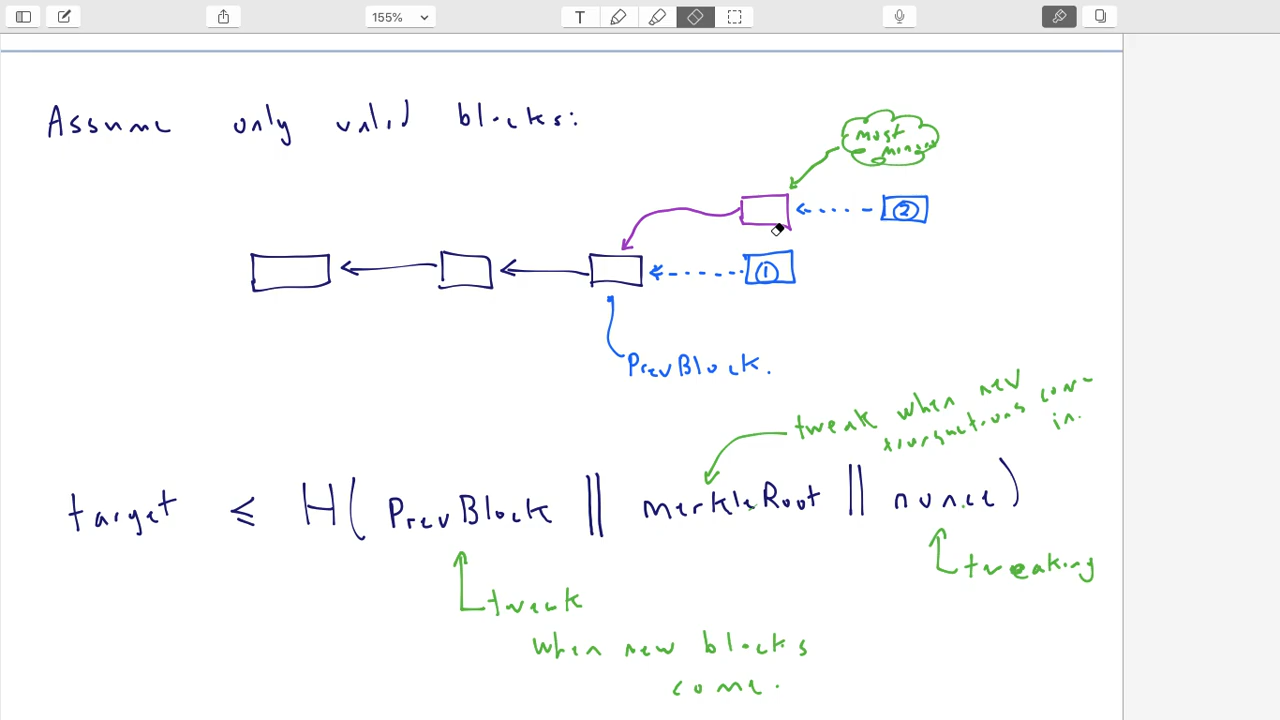 155%
T
Assume only valid blocks:
most
miners
2
1
PrevBlock.
tweak when new
transactions come
in.
target ≤ H( PrevBlock || merkleRoot || nonce )
tweaking
tweak
when new blocks
come.